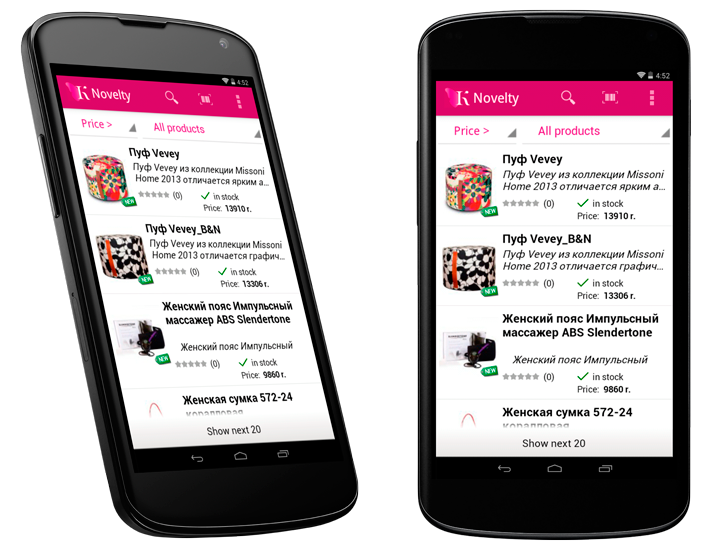 4:52
K Novelty
Price > All products
Пуф Vevey
Пуф Vevey из коллекции Missoni
Home 2013 отличается ярким а...
(0) in stock
NEW
Price: 13910 г.
Пуф Vevey_B&N
Пуф Vevey из коллекции Missoni
Home 2013 отличается графич...
(0) in stock
NEW
Price: 13306 г.
Женский пояс Импульсный
массажер ABS Slendertone
Женский пояс Импульсный
NEW
(0) in stock
Price: 9860 г.
Женская сумка 572-24
коралловая
Show next 20
4:52
K Novelty
Price > All products
Пуф Vevey
Пуф Vevey из коллекции Missoni
Home 2013 отличается ярким а...
(0) in stock
NEW
Price: 13910 г.
Пуф Vevey_B&N
Пуф Vevey из коллекции Missoni
Home 2013 отличается графич...
(0) in stock
NEW
Price: 13306 г.
Женский пояс Импульсный
массажер ABS Slendertone
Женский пояс Импульсный
NEW
(0) in stock
Price: 9860 г.
Женская сумка 572-24
коралловая
Show next 20